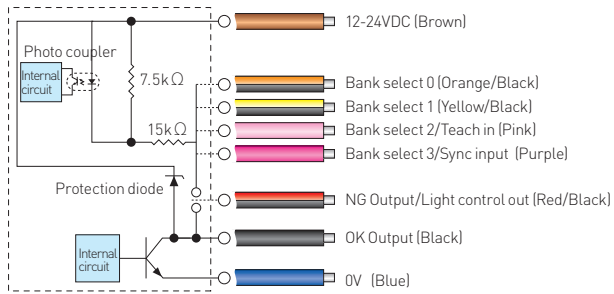 12-24VDC (Brown)
Photo coupler
Internal
circuit
7.5kΩ
Bank select 0 (Orange/Black)
Bank select 1 (Yellow/Black)
15kΩ
Bank select 2/Teach in (Pink)
Bank select 3/Sync input (Purple)
Protection diode
NG Output/Light control out (Red/Black)
OK Output (Black)
Internal
circuit
0V (Blue)